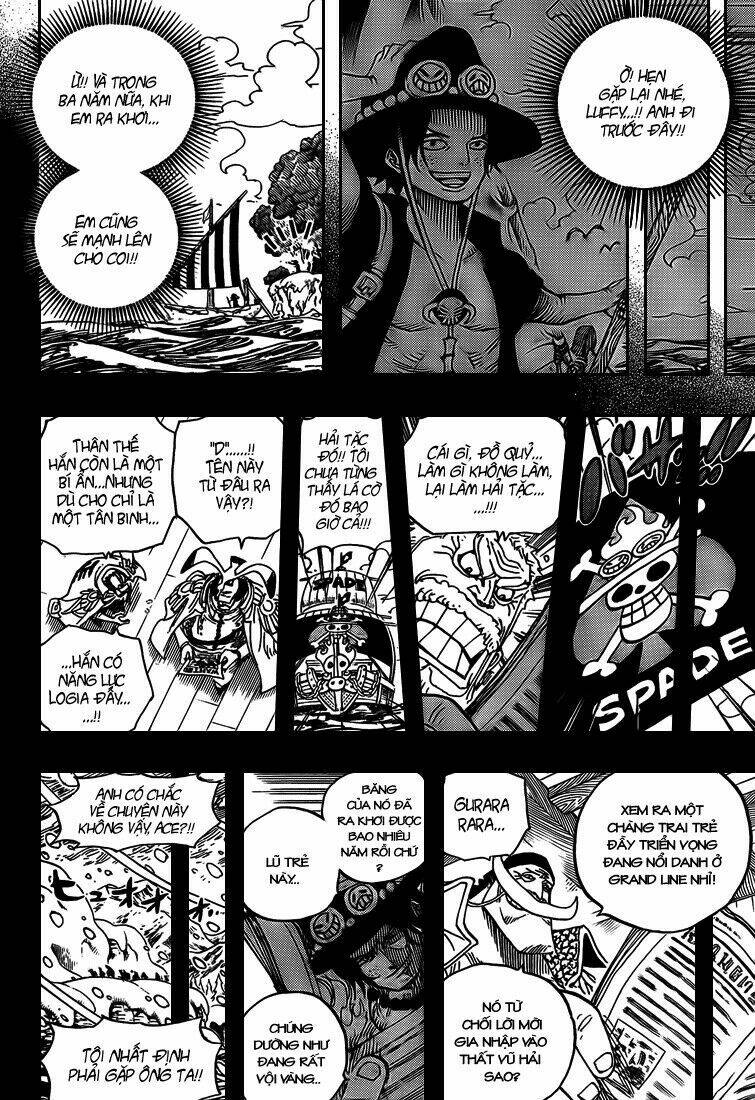 Ờ! HẸN
GẶP LẠI NHÉ,
LUFFY...!! ANH ĐI
TRƯỚC ĐÂY!!
Ừ! VÀ TRONG
BA NĂM NỮA, KHI
EM RA KHƠI...
EM CŨNG
SẼ MẠNH LÊN
CHO COI!!
SPADE
CÁI GÌ, ĐỒ QUỶ...
LÀM GÌ KHÔNG LÀM,
LẠI LÀM HẢI TẶC...
...!!!
HẢI TẶC
ĐÓ!! TÔI
CHƯA TỪNG
THẤY LÁ CỜ
ĐÓ BAO
GIỜ CẢ!!!
SPADE
"D"......!!
TÊN NÀY
TỪ ĐÂU RA
VẬY?!
THÂN THẾ
HẮN CÒN LÀ MỘT
BÍ ẨN...NHƯNG
DÙ CHO CHỈ LÀ
MỘT TÂN BINH...
...HẮN CÓ
NĂNG LỰC
LOGIA ĐẤY...
...!!
XEM RA MỘT
CHÀNG TRAI TRẺ
ĐẦY TRIỂN VỌNG
ĐANG NỔI DANH Ở
GRAND LINE NHỈ!
GURARA
RARA...
NÓ TỪ
CHỐI LỜI MỜI
GIA NHẬP VÀO
THẤT VŨ HẢI
SAO?
BĂNG
CỦA NÓ ĐÃ
RA KHƠI ĐƯỢC
BAO NHIÊU
NĂM RỒI CHỨ
?
LŨ TRẺ
NÀY...
CHÚNG
DƯỜNG NHƯ
ĐANG RẤT
VỘI VÀNG..
ANH CÓ CHẮC
VỀ CHUYỆN NÀY
KHÔNG VẬY, ACE?!!
TÔI NHẤT ĐỊNH
PHẢI GẶP ÔNG TA!!